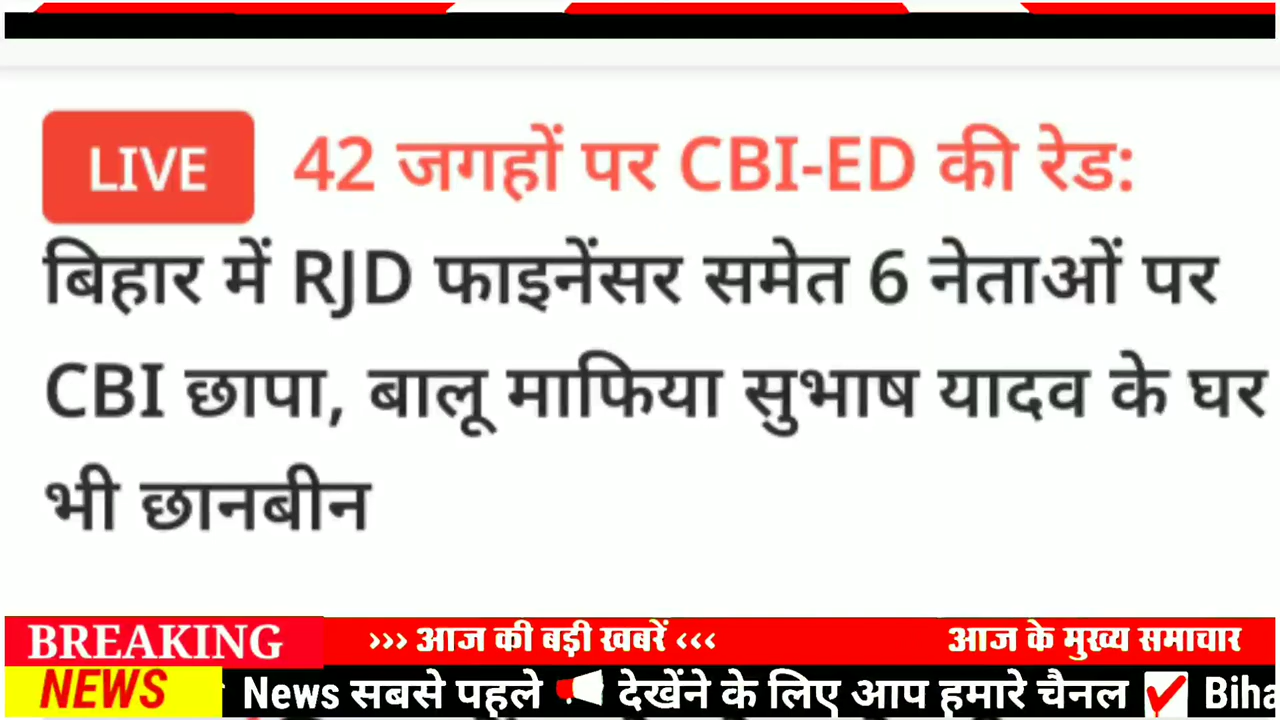 LIVE 42 जगहों पर CBI-ED की रेड:
बिहार में RJD फाइनेंसर समेत 6 नेताओं पर
CBI छापा, बालू माफिया सुभाष यादव के घर
भी छानबीन
BREAKING >>> आज की बड़ी खबरें <<< आज के मुख्य समाचार
NEWS News सबसे पहले देखेंने के लिए आप हमारे चैनल